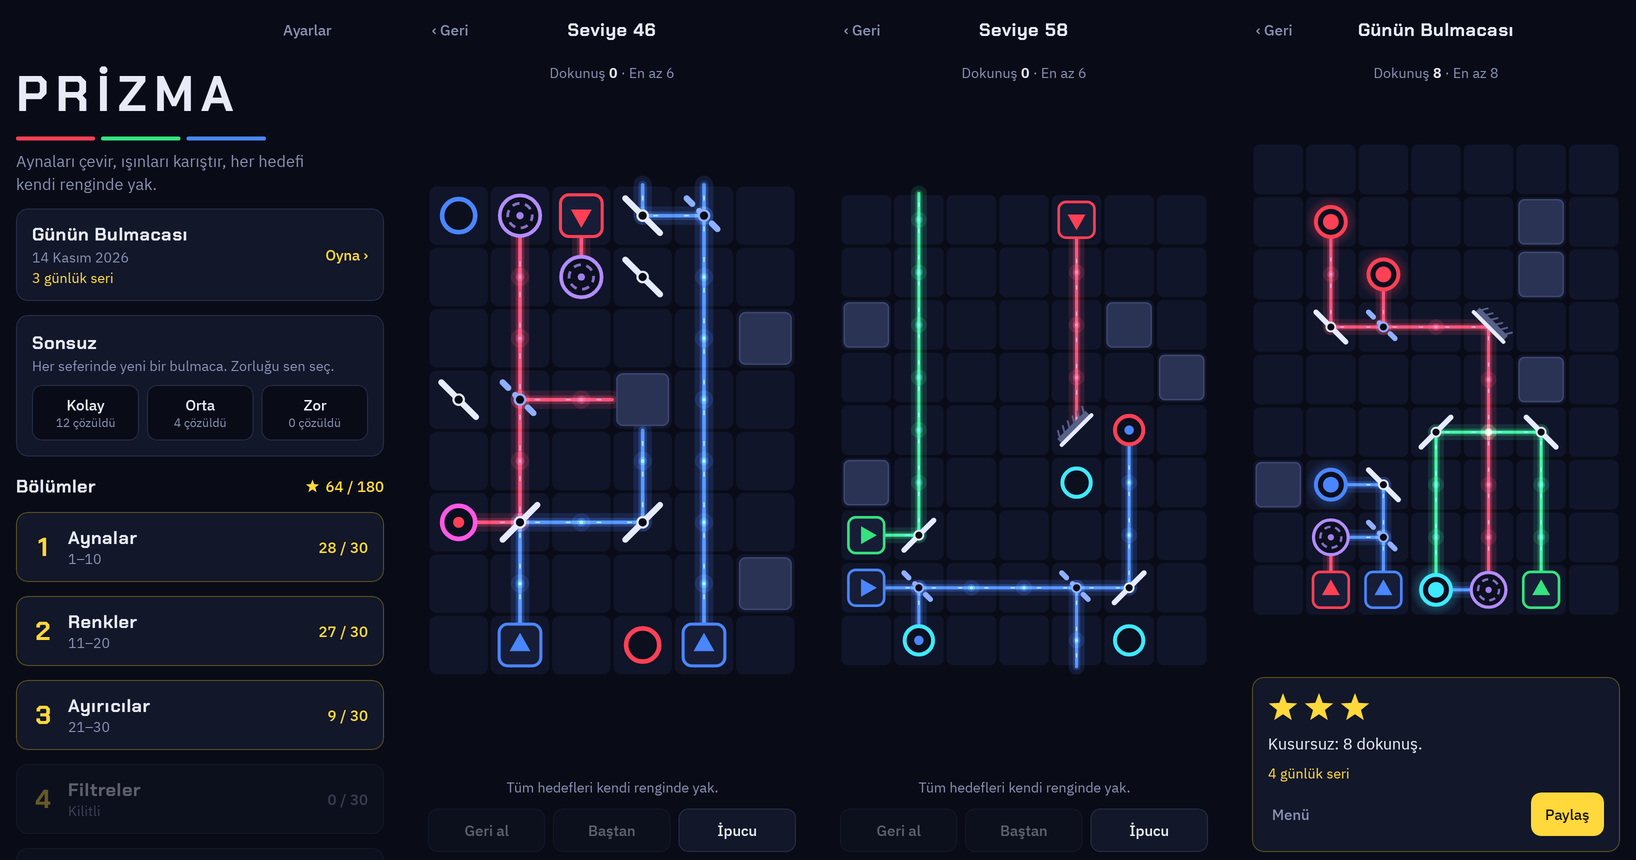 Ayarlar
PRİZMA
Aynaları çevir, ışınları karıştır, her hedefi
kendi renginde yak.
Günün Bulmacası
14 Kasım 2026
3 günlük seri
Oyna ›
Sonsuz
Her seferinde yeni bir bulmaca. Zorluğu sen seç.
Kolay
12 çözüldü
Orta
4 çözüldü
Zor
0 çözüldü
Bölümler
★ 64 / 180
1
Aynalar
1–10
28 / 30
2
Renkler
11–20
27 / 30
3
Ayırıcılar
21–30
9 / 30
4
Filtreler
Kilitli
0 / 30
‹ Geri
Seviye 46
Dokunuş 0 · En az 6
Tüm hedefleri kendi renginde yak.
Geri al
Baştan
İpucu
‹ Geri
Seviye 58
Dokunuş 0 · En az 6
Tüm hedefleri kendi renginde yak.
Geri al
Baştan
İpucu
‹ Geri
Günün Bulmacası
Dokunuş 8 · En az 8
Kusursuz: 8 dokunuş.
4 günlük seri
Menü
Paylaş